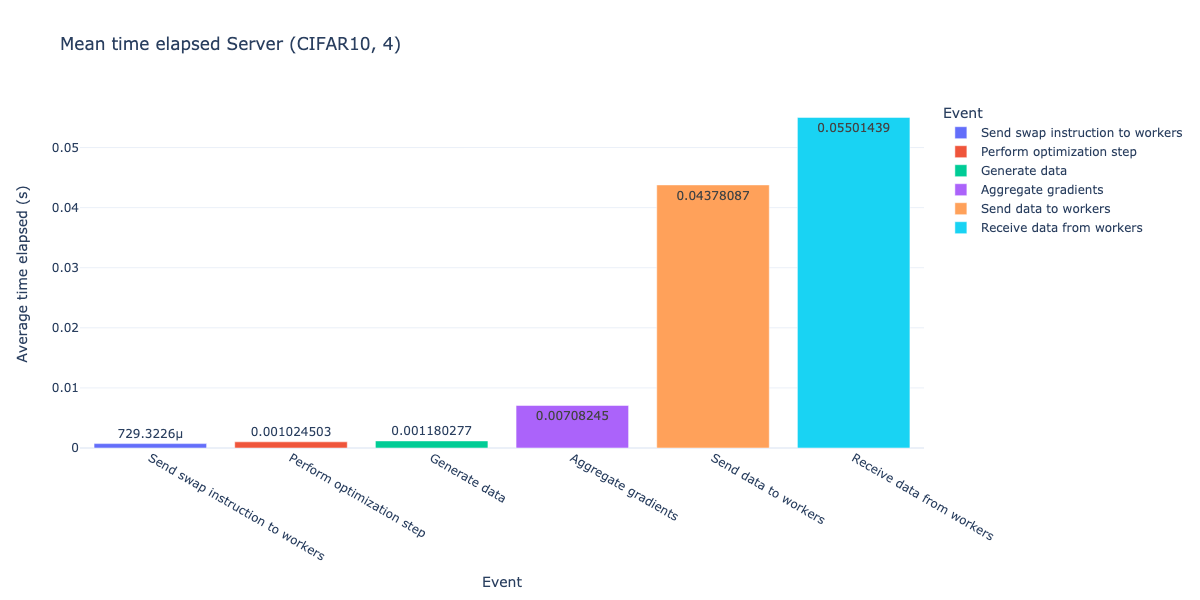 Mean time elapsed Server (CIFAR10, 4)
Event
Send swap instruction to workers
Perform optimization step
Generate data
Aggregate gradients
Send data to workers
Receive data from workers
Average time elapsed (s)
0.05
0.04
0.03
0.02
0.01
0
729.3226µ
0.001024503
0.001180277
0.00708245
0.04378087
0.05501439
Send swap instruction to workers
Perform optimization step
Generate data
Aggregate gradients
Send data to workers
Receive data from workers
Event